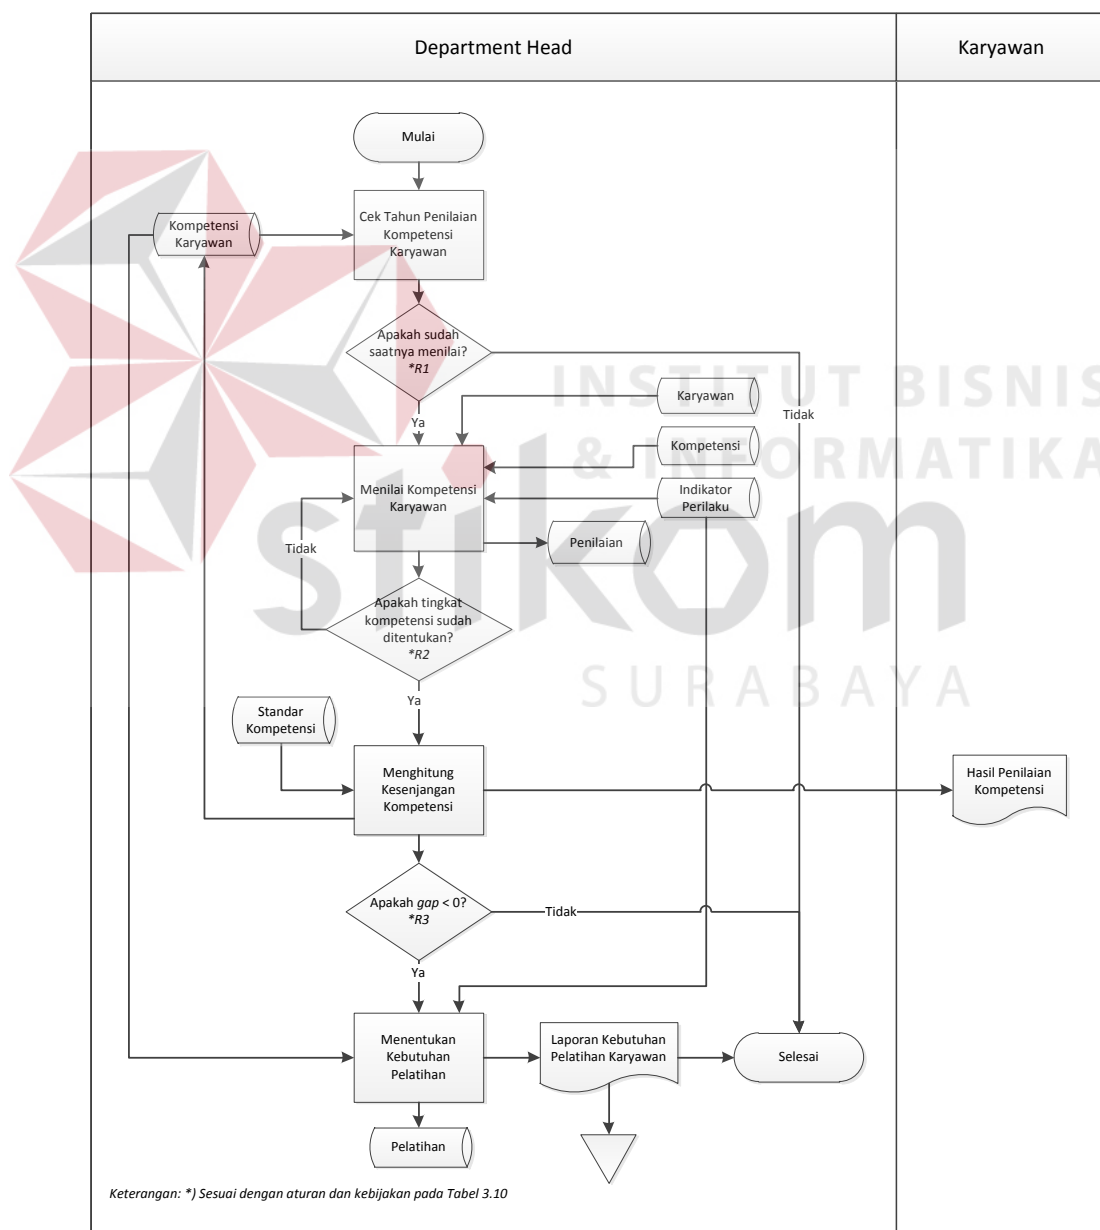 Department Head
Karyawan
Mulai
Cek Tahun Penilaian
Kompetensi
Karyawan
Kompetensi
Karyawan
Apakah sudah
saatnya menilai?
*R1
Tidak
Ya
Karyawan
Kompetensi
Indikator
Perilaku
Menilai Kompetensi
Karyawan
Penilaian
Tidak
Apakah tingkat
kompetensi sudah
ditentukan?
*R2
Ya
Standar
Kompetensi
Menghitung
Kesenjangan
Kompetensi
Hasil Penilaian
Kompetensi
Apakah gap < 0?
*R3
Tidak
Ya
Menentukan
Kebutuhan
Pelatihan
Laporan Kebutuhan
Pelatihan Karyawan
Selesai
Pelatihan
Keterangan: *) Sesuai dengan aturan dan kebijakan pada Tabel 3.10
INSTITUT BISNIS
& INFORMATIKA
stikom
SURABAYA